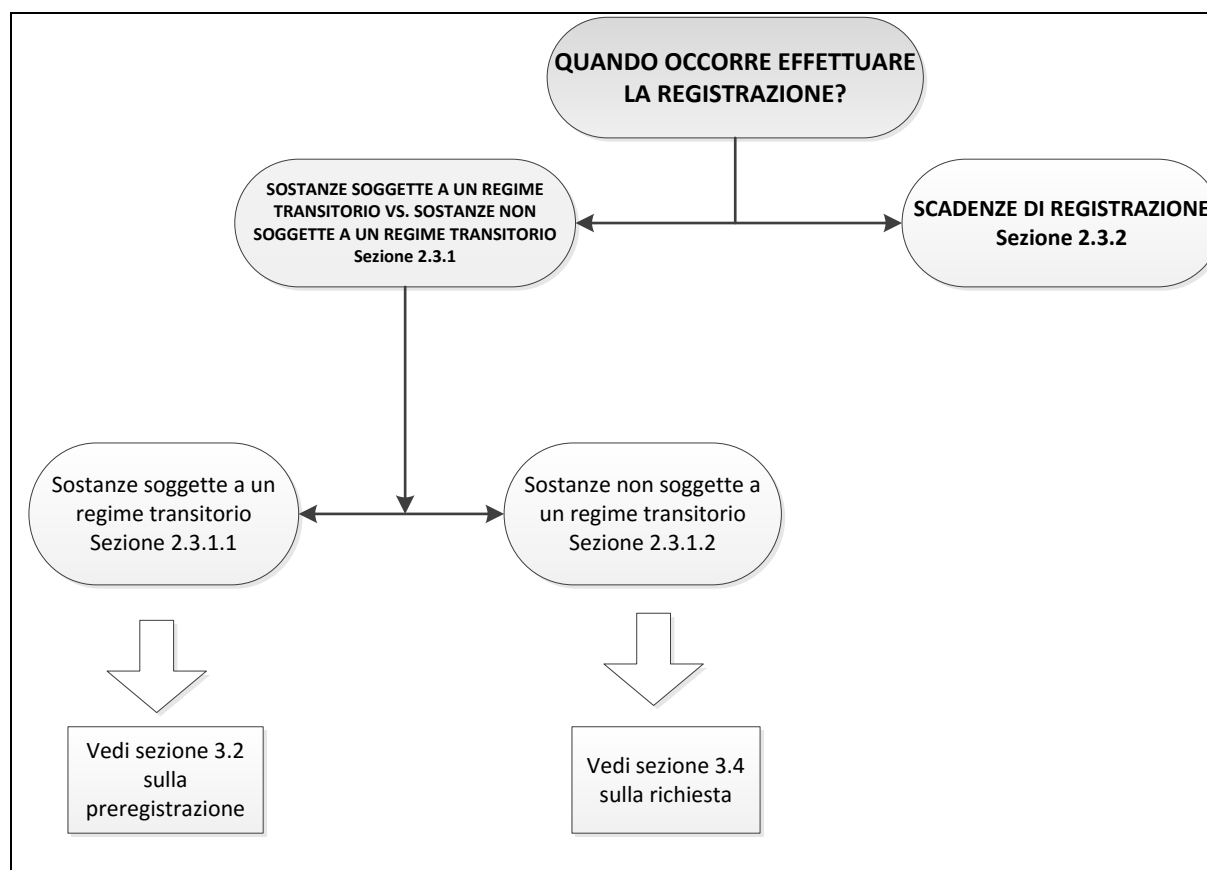 QUANDO OCCORRE EFFETTUARE
LA REGISTRAZIONE?
SOSTANZE SOGGETTE A UN REGIME
TRANSITORIO VS. SOSTANZE NON
SOGGETTE A UN REGIME TRANSITORIO
Sezione 2.3.1
SCADENZE DI REGISTRAZIONE
Sezione 2.3.2
Sostanze soggette a un
regime transitorio
Sezione 2.3.1.1
Sostanze non soggette a
un regime transitorio
Sezione 2.3.1.2
Vedi sezione 3.2
sulla
preregistrazione
Vedi sezione 3.4
sulla richiesta